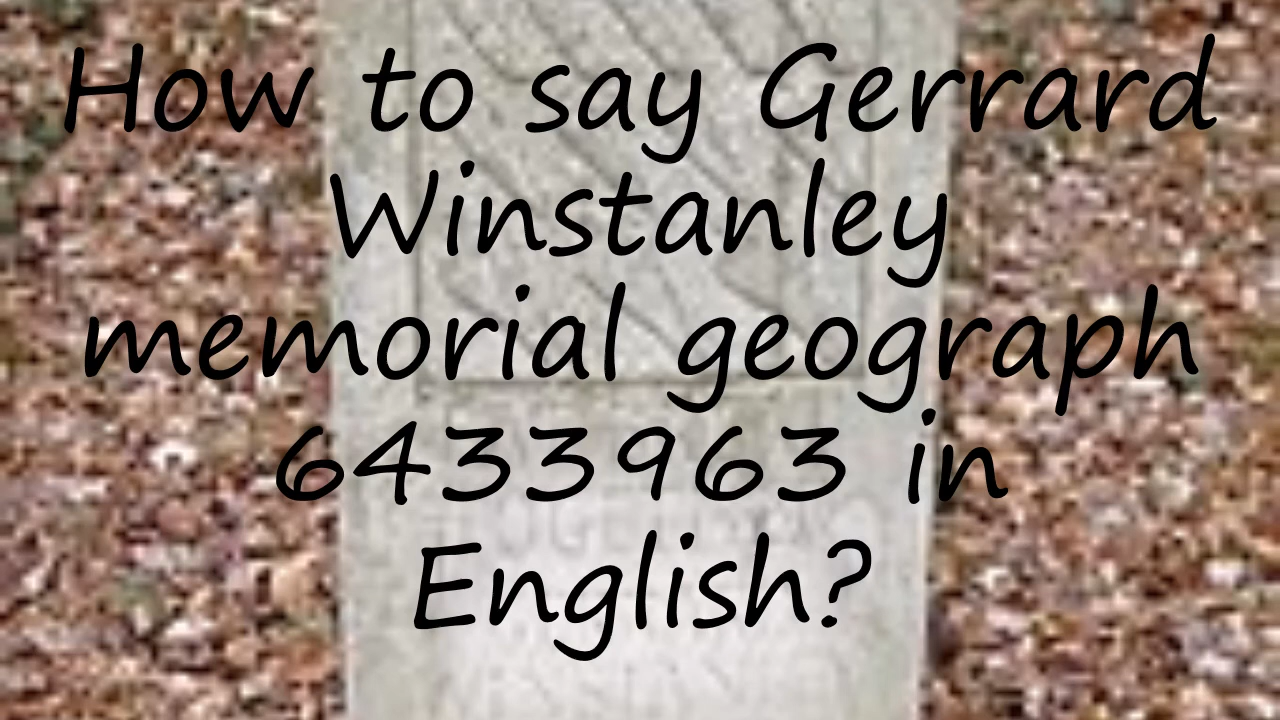 How to say Gerrard
Winstanley
memorial geograph
6433963 in
English?